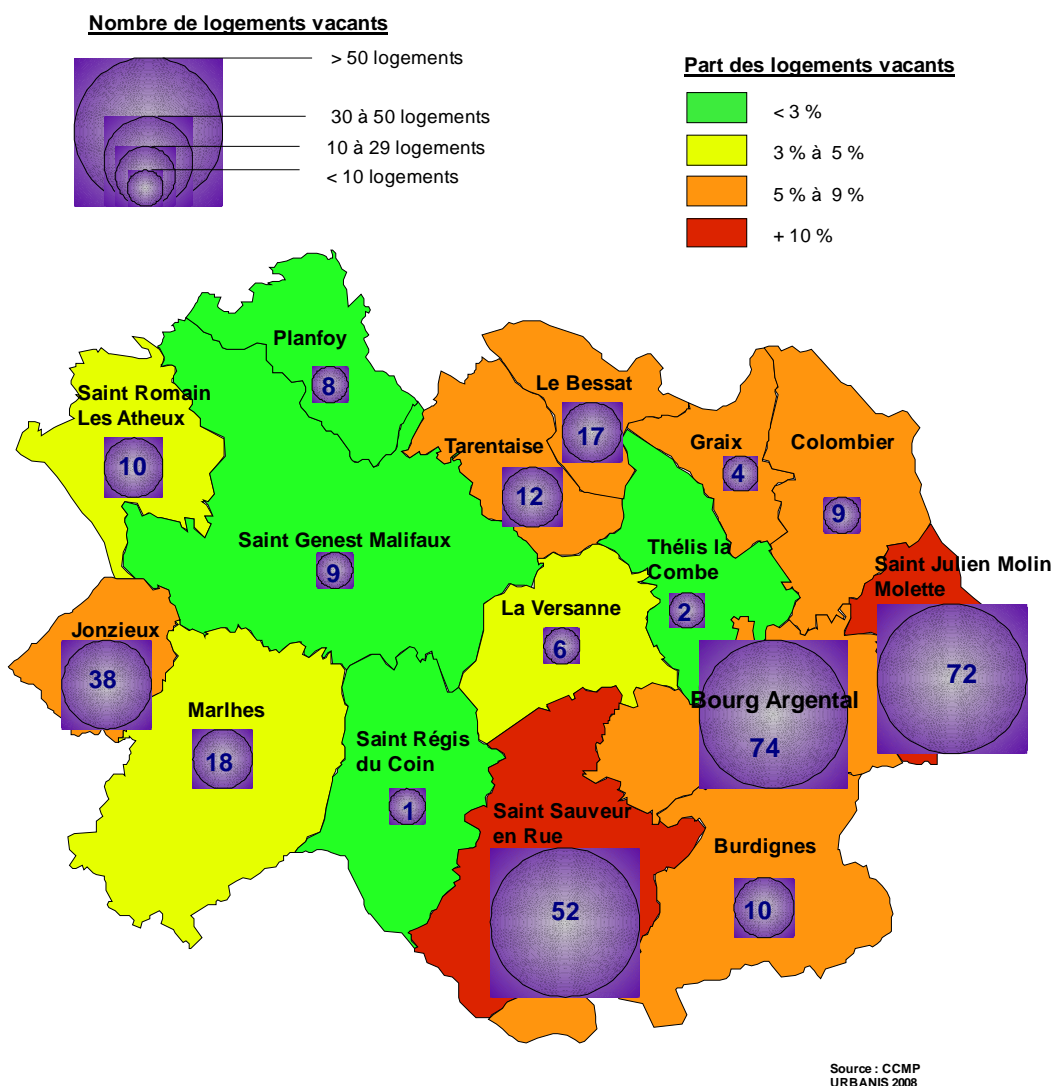 Nombre de logements vacants
> 50 logements
30 à 50 logements
10 à 29 logements
< 10 logements
Part des logements vacants
< 3 %
3 % à 5 %
5 % à 9 %
+ 10 %
Planfoy
8
Saint Romain
Les Atheux
10
Le Bessat
17
Tarentaise
12
Graix
4
Colombier
9
Saint Genest Malifaux
9
Thélis la
Combe
2
Saint Julien Molin
Molette
72
La Versanne
6
Jonzieux
38
Bourg Argental
74
Marlhes
18
Saint Régis
du Coin
1
Saint Sauveur
en Rue
52
Burdignes
10
Source : CCMP
URBANIS 2008